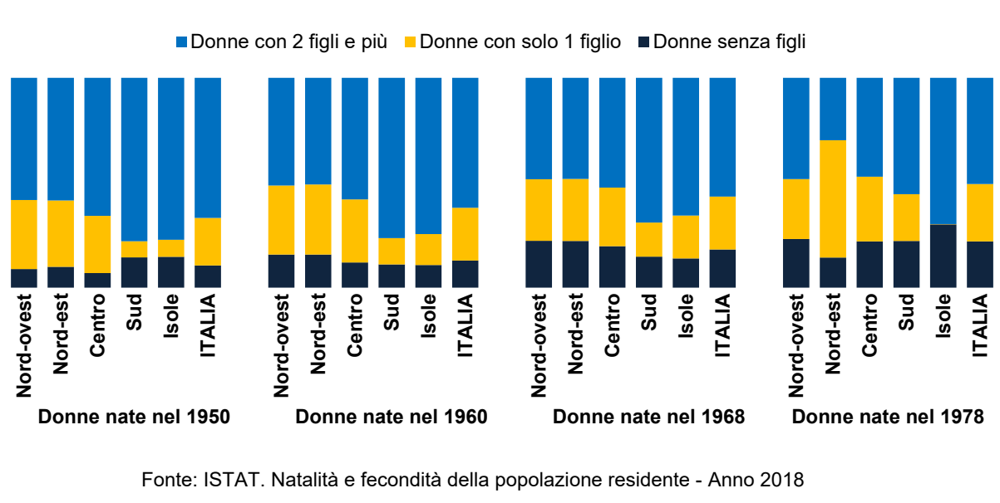 Donne con 2 figli e più Donne con solo 1 figlio Donne senza figli
Nord-ovest
Nord-est
Centro
Sud
Isole
ITALIA
Donne nate nel 1950
Nord-ovest
Nord-est
Centro
Sud
Isole
ITALIA
Donne nate nel 1960
Nord-ovest
Nord-est
Centro
Sud
Isole
ITALIA
Donne nate nel 1968
Nord-ovest
Nord-est
Centro
Sud
Isole
ITALIA
Donne nate nel 1978
Fonte: ISTAT. Natalità e fecondità della popolazione residente - Anno 2018